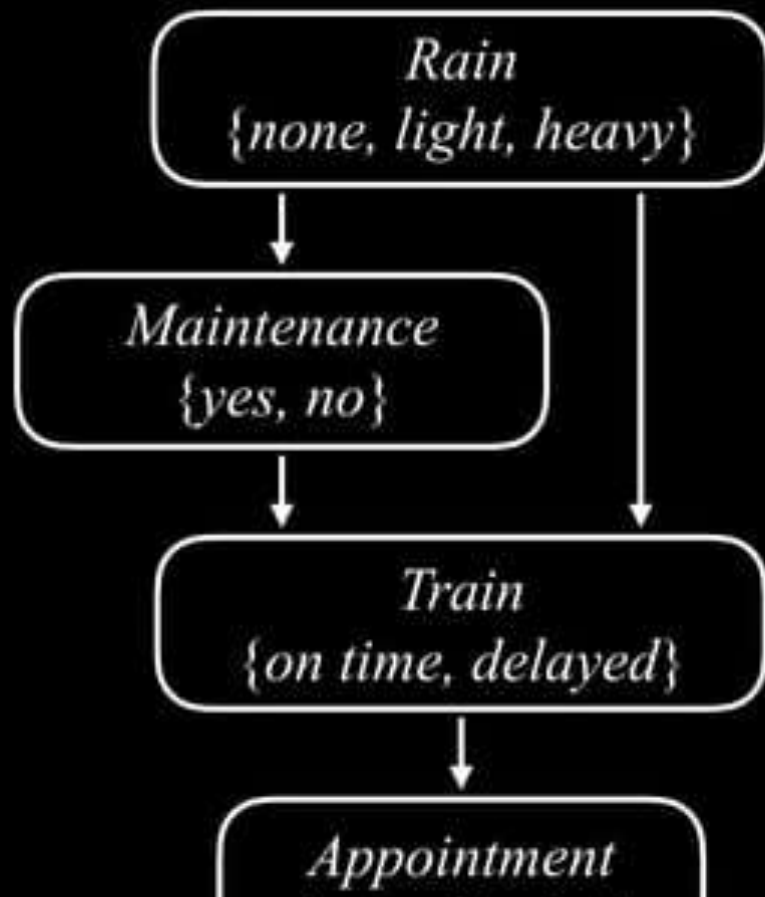 Rain
{none, light, heavy}
Maintenance
{yes, no}
Train
{on time, delayed}
Appointment